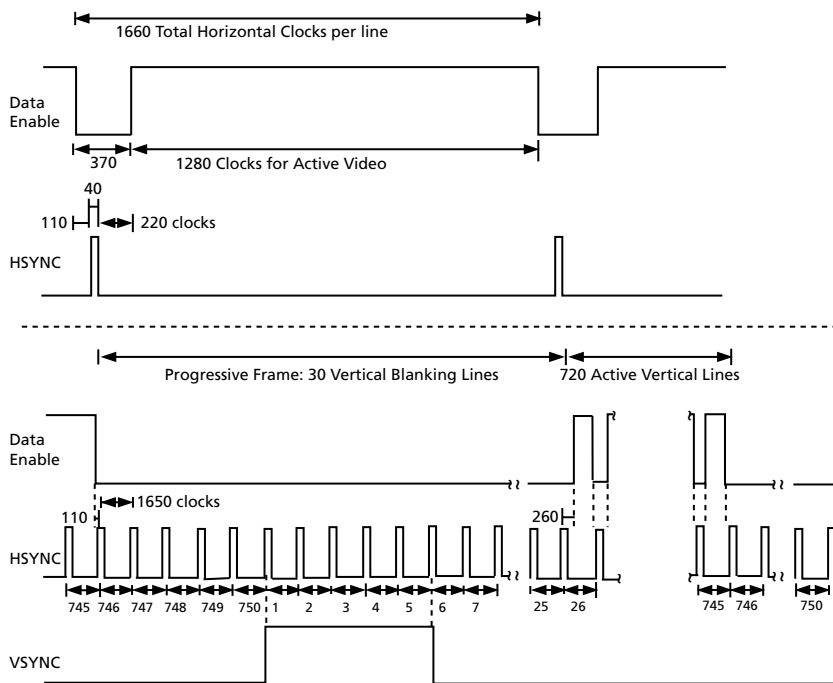 1660 Total Horizontal Clocks per line
Data
Enable
370
1280 Clocks for Active Video
40
110
220 clocks
HSYNC
Progressive Frame: 30 Vertical Blanking Lines
720 Active Vertical Lines
Data
Enable
1650 clocks
110
260
HSYNC
745 746 747 748 749 750 1 2 3 4 5 6 7 25 26 745 746 750
VSYNC